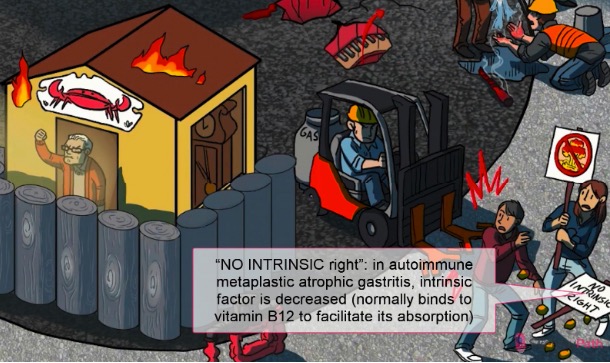 GAS
"NO INTRINSIC right": in autoimmune
metaplastic atrophic gastritis, intrinsic
factor is decreased (normally binds to
vitamin B12 to facilitate its absorption)
NO
INTRINSIC
RIGHT